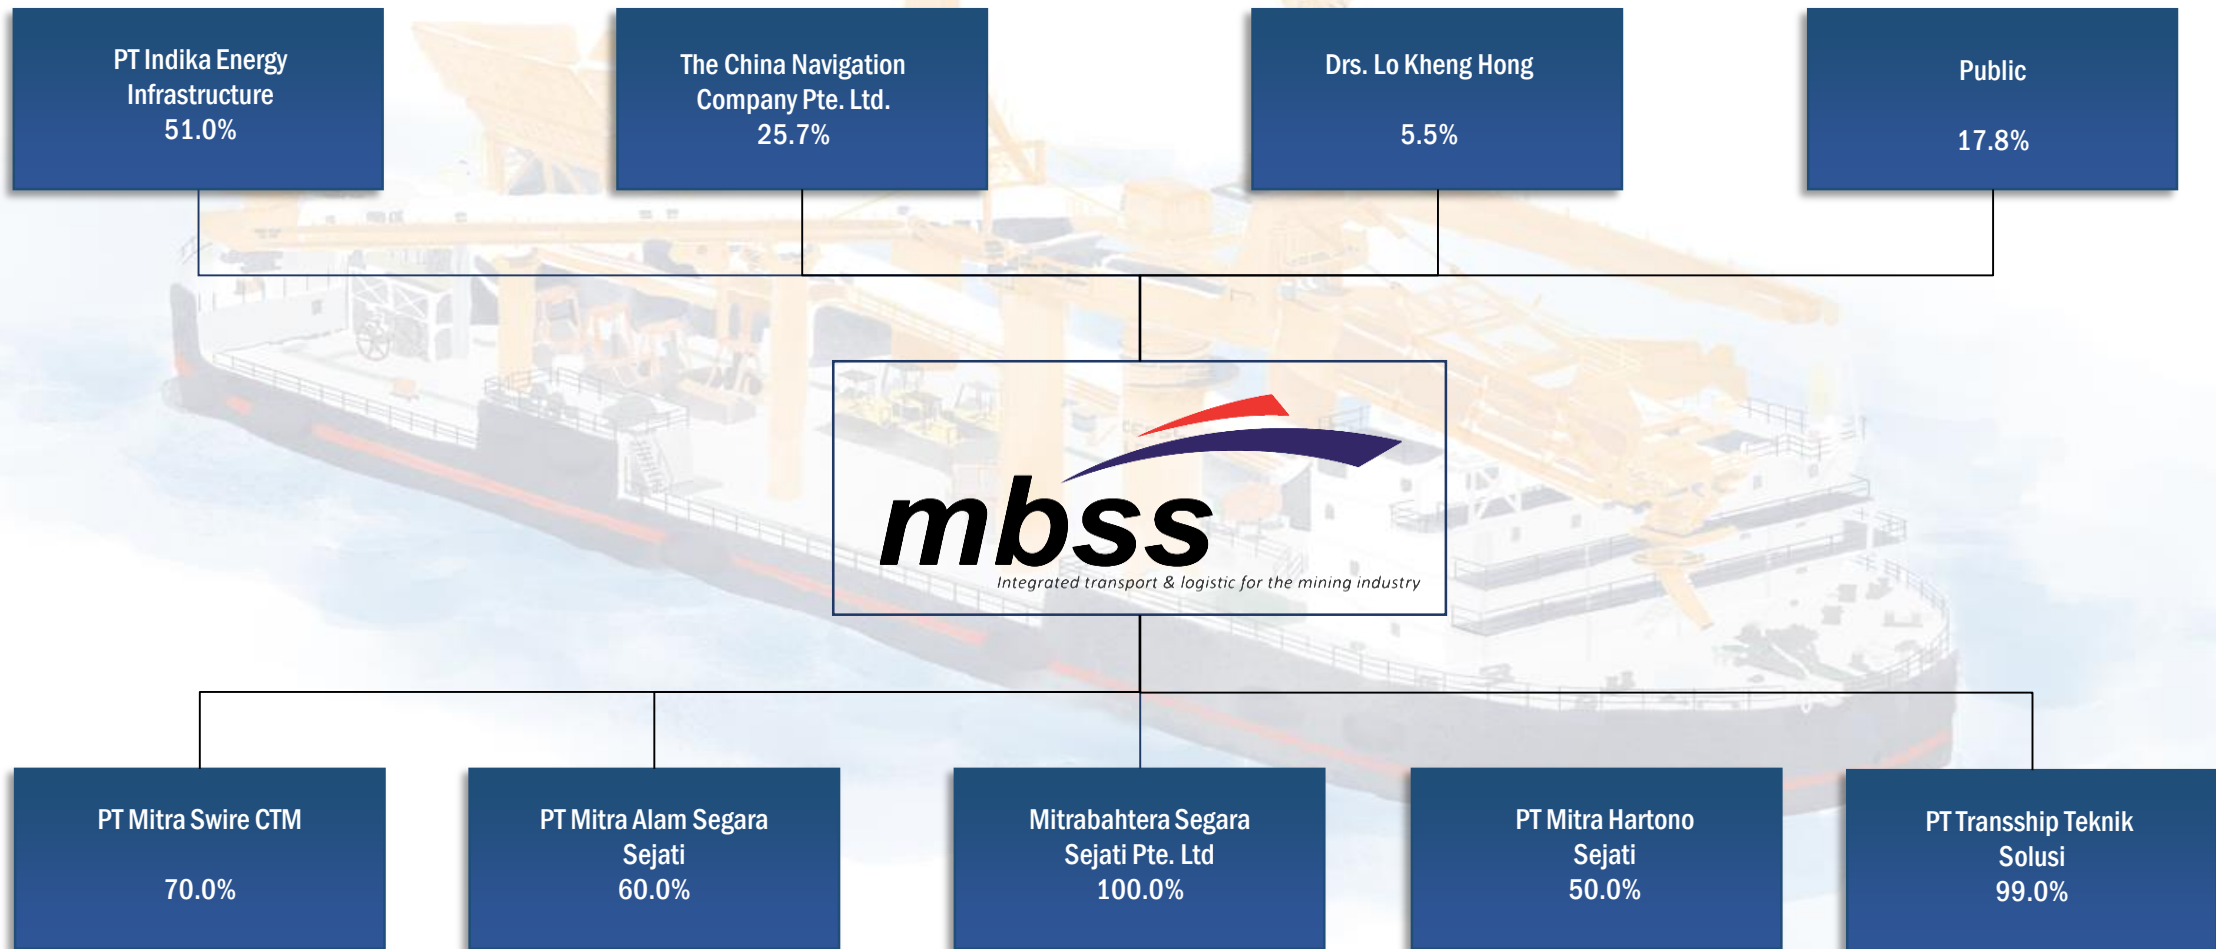 PT Indika Energy
Infrastructure
51.0%
The China Navigation
Company Pte. Ltd.
25.7%
Drs. Lo Kheng Hong
5.5%
Public
17.8%
mbss
Integrated transport & logistic for the mining industry
PT Mitra Swire CTM
70.0%
PT Mitra Alam Segara
Sejati
60.0%
Mitrabahtera Segara
Sejati Pte. Ltd
100.0%
PT Mitra Hartono
Sejati
50.0%
PT Transship Teknik
Solusi
99.0%